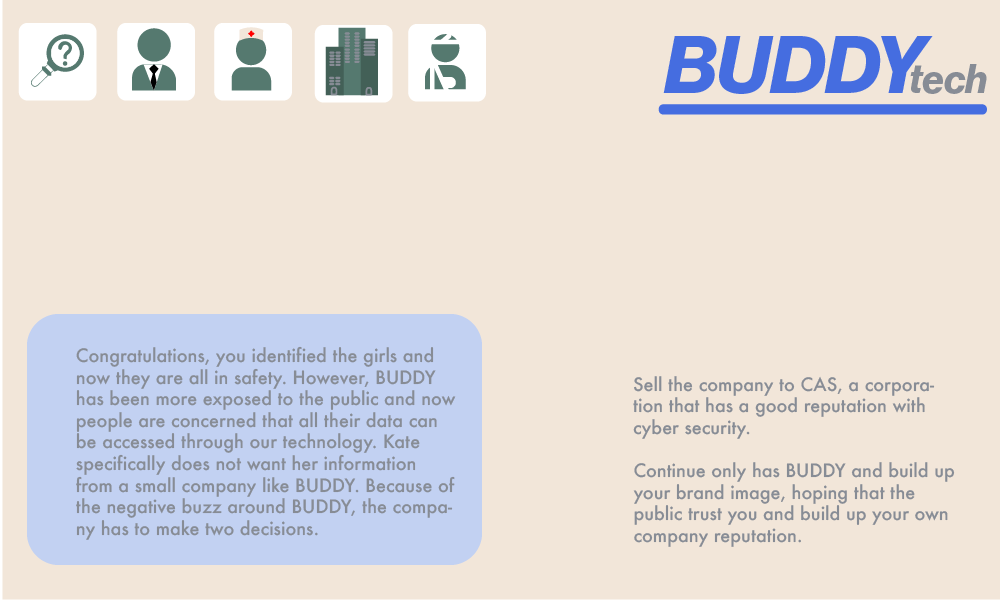 BUDDYtech
Congratulations, you identified the girls and
now they are all in safety. However, BUDDY
has been more exposed to the public and now
people are concerned that all their data can
be accessed through our technology. Kate
specifically does not want her information
from a small company like BUDDY. Because of
the negative buzz around BUDDY, the compa-
ny has to make two decisions.
Sell the company to CAS, a corpora-
tion that has a good reputation with
cyber security.
Continue only has BUDDY and build up
your brand image, hoping that the
public trust you and build up your own
company reputation.